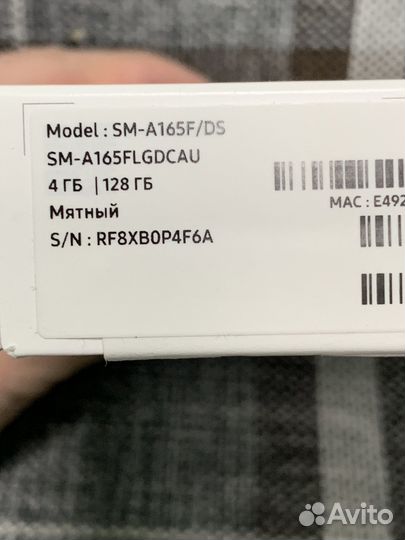 Model : SM-A165F/DS
SM-A165FLGDCAU
4 ГБ | 128 ГБ
Мятный
MAC : E492
S/N : RF8XB0P4F6A
Avito